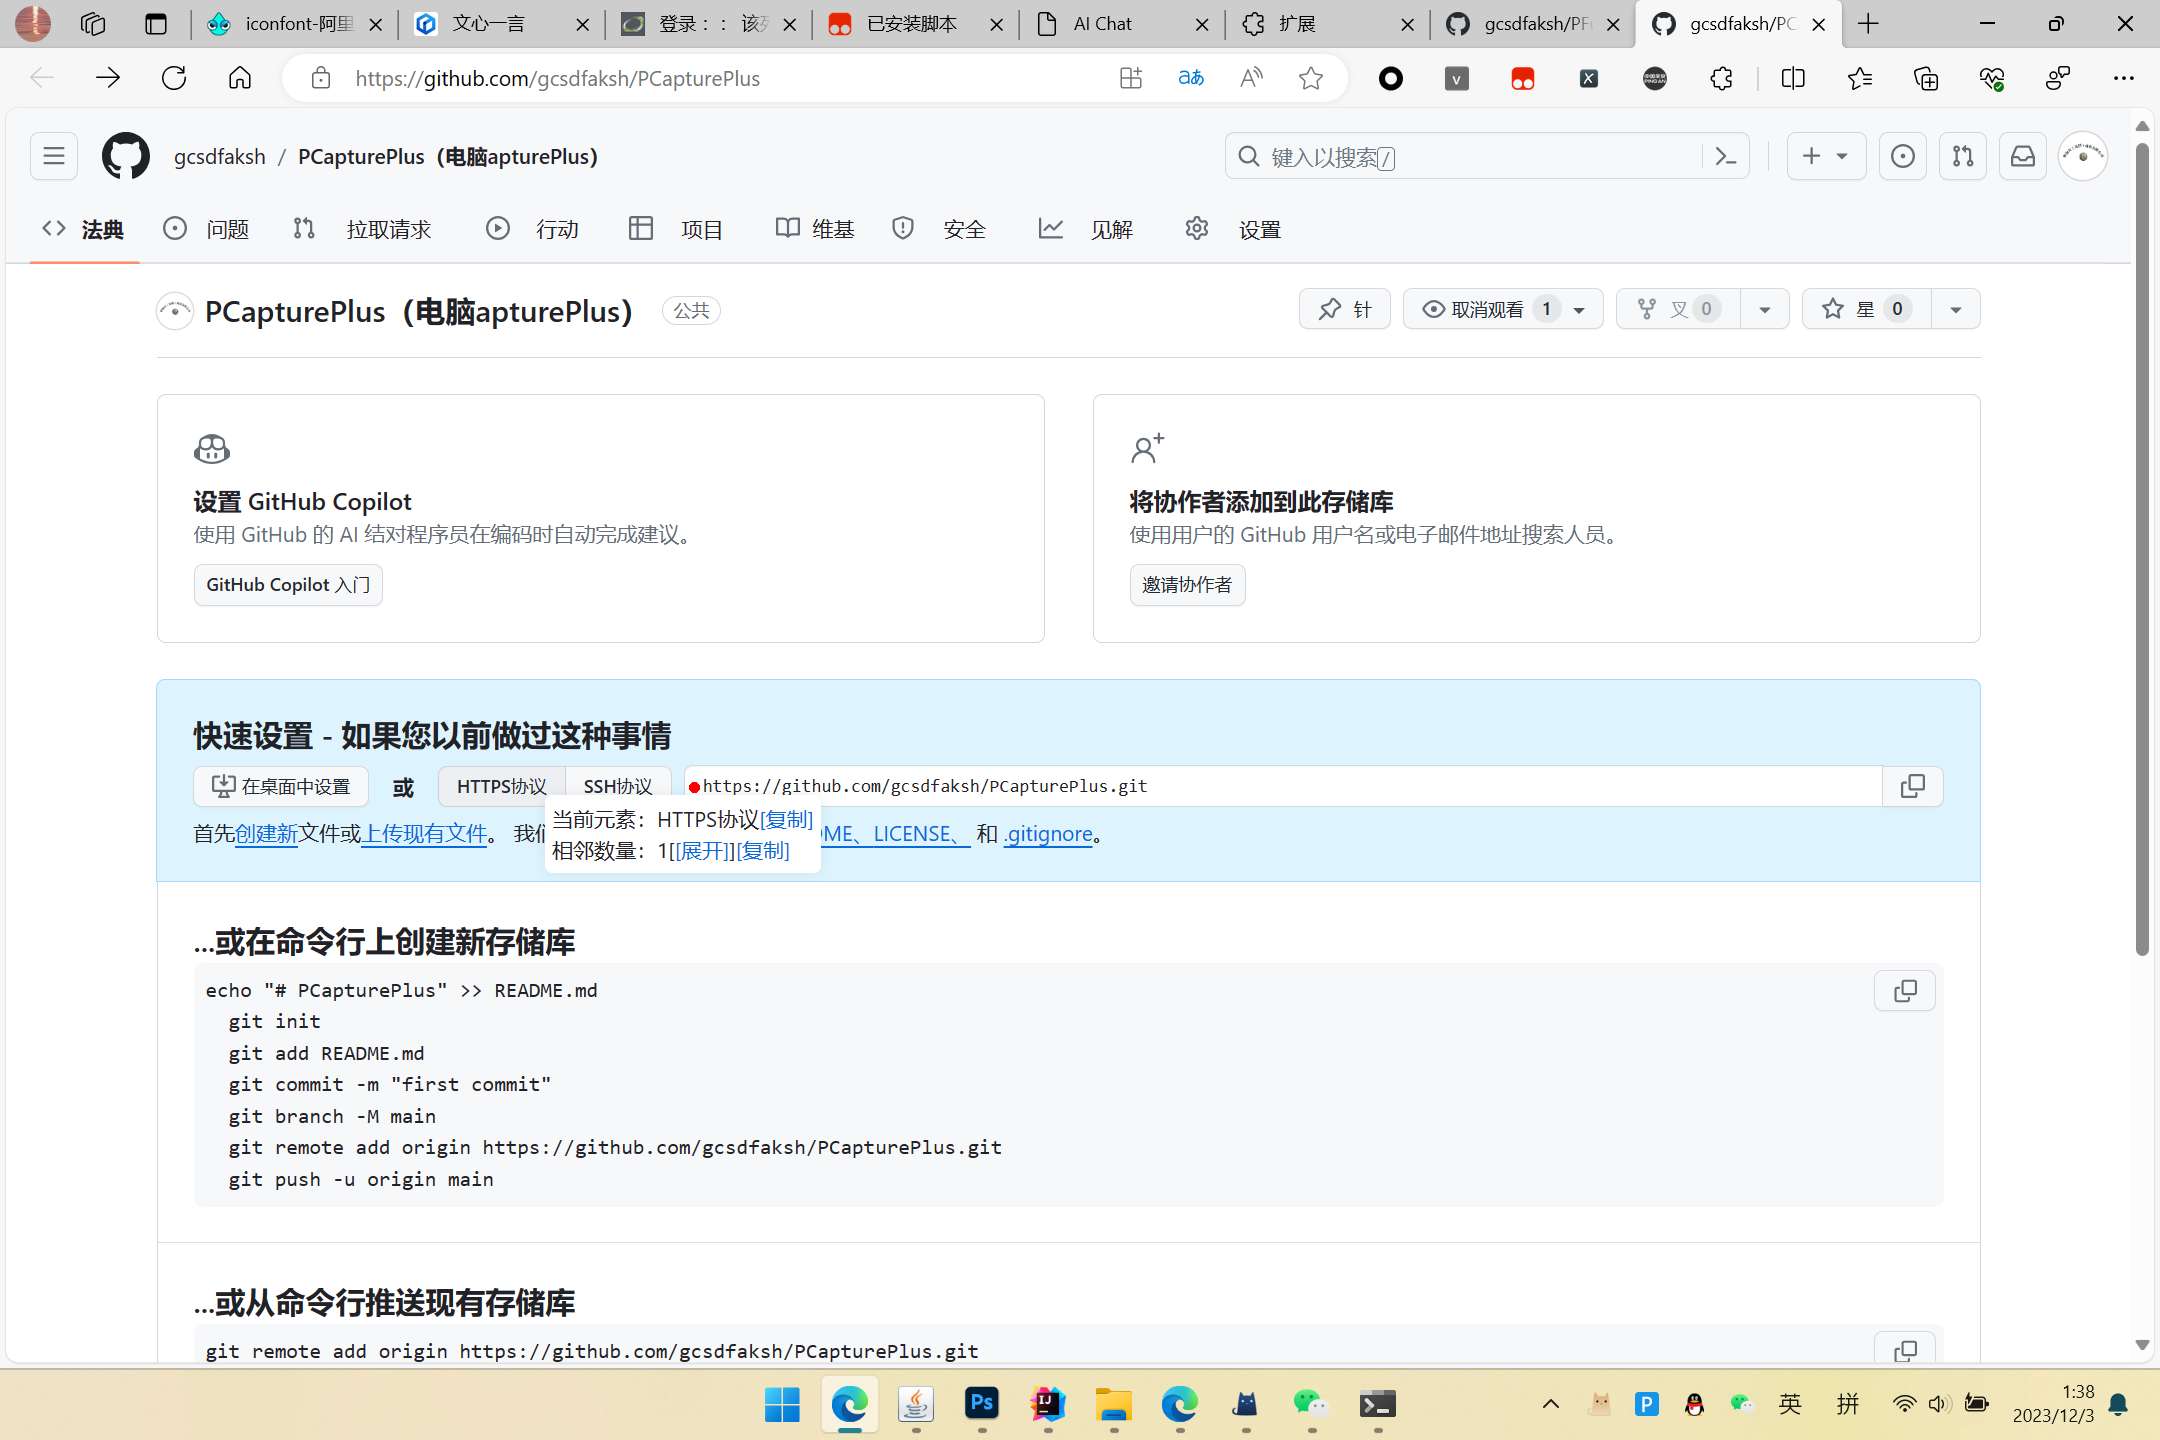 iconfont-阿里
文心一言
登录：：该列
已安装脚本
AI Chat
扩展
gcsdfaksh/PF
gcsdfaksh/PC
https://github.com/gcsdfaksh/PCapturePlus
gcsdfaksh / PCapturePlus（电脑apturePlus）
键入以搜索/
法典
问题
拉取请求
行动
项目
维基
安全
见解
设置
PCapturePlus（电脑apturePlus） 公共
针
取消观看 1
叉 0
星 0
设置 GitHub Copilot
使用 GitHub 的 AI 结对程序员在编码时自动完成建议。
GitHub Copilot 入门
将协作者添加到此存储库
使用用户的 GitHub 用户名或电子邮件地址搜索人员。
邀请协作者
快速设置 - 如果您以前做过这种事情
在桌面中设置 或 HTTPS协议 SSH协议 https://github.com/gcsdfaksh/PCapturePlus.git
首先创建新文件或上传现有文件。 我们 ME、LICENSE、 和 .gitignore。
当前元素：HTTPS协议[复制]
相邻数量：1[[展开]][复制]
...或在命令行上创建新存储库
echo "# PCapturePlus" >> README.md
git init
git add README.md
git commit -m "first commit"
git branch -M main
git remote add origin https://github.com/gcsdfaksh/PCapturePlus.git
git push -u origin main
...或从命令行推送现有存储库
git remote add origin https://github.com/gcsdfaksh/PCapturePlus.git
Ps
IJ
P
英
拼
1:38
2023/12/3